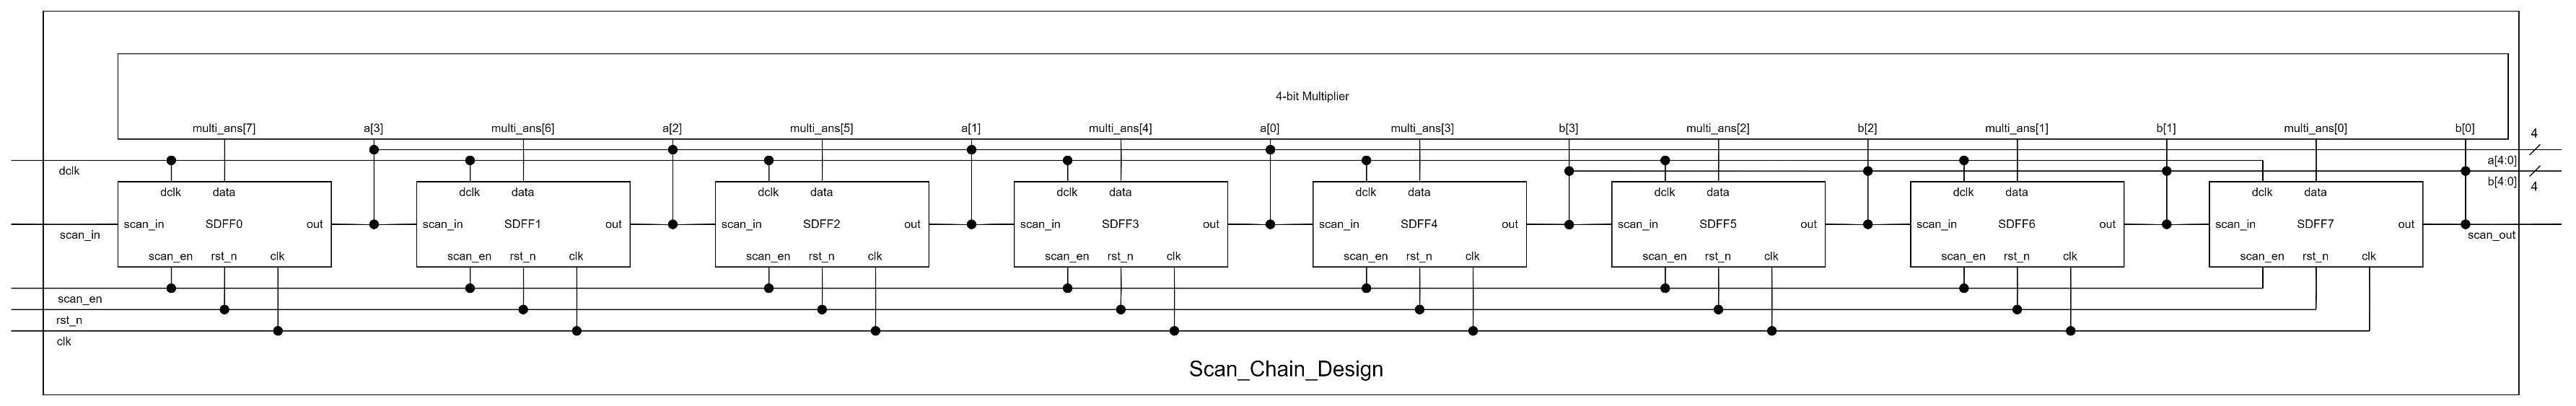 4-bit Multiplier
multi_ans[7] a[3] multi_ans[6] a[2] multi_ans[5] a[1] multi_ans[4] a[0] multi_ans[3] b[3] multi_ans[2] b[2] multi_ans[1] b[1] multi_ans[0] b[0]
4
dclk
a[4:0]
b[4:0]
4
dclk data dclk data dclk data dclk data dclk data dclk data dclk data dclk data
scan_in SDFF0 out scan_in SDFF1 out scan_in SDFF2 out scan_in SDFF3 out scan_in SDFF4 out scan_in SDFF5 out scan_in SDFF6 out scan_in SDFF7 out
scan_in
scan_out
scan_en rst_n clk scan_en rst_n clk scan_en rst_n clk scan_en rst_n clk scan_en rst_n clk scan_en rst_n clk scan_en rst_n clk scan_en rst_n clk
scan_en
rst_n
clk
Scan_Chain_Design